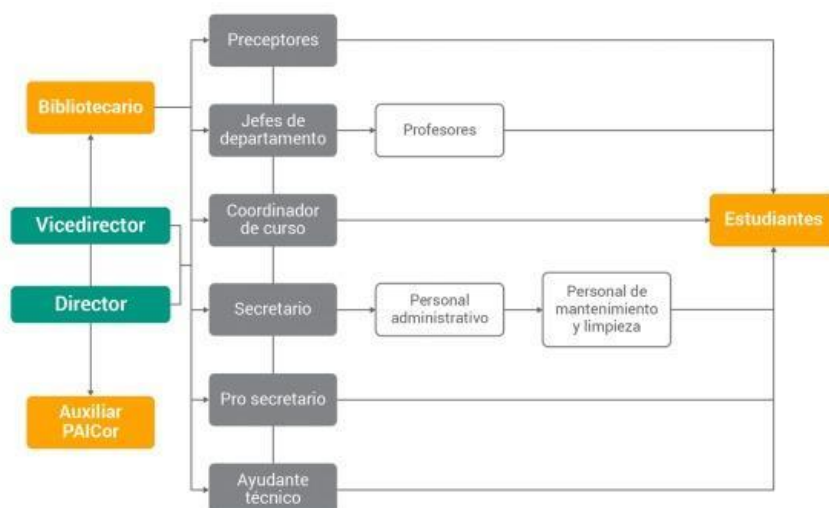 Preceptores
Bibliotecario
Jefes de
departamento
Profesores
Vicedirector
Coordinador
de curso
Estudiantes
Director
Secretario
Personal
administrativo
Personal de
mantenimiento
y limpieza
Auxiliar
PAICor
Pro secretario
Ayudante
técnico